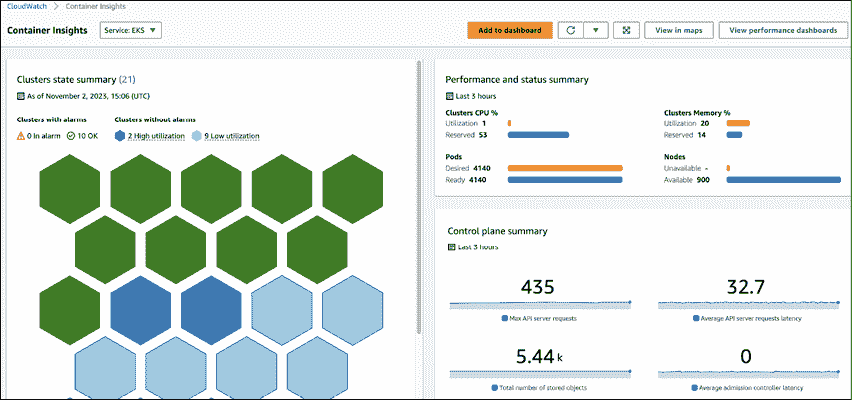 CloudWatch > Container Insights
Container Insights
Service: EKS
Add to dashboard
View in maps
View performance dashboards
Clusters state summary (21)
As of November 2, 2023, 15:06 (UTC)
Clusters with alarms
Clusters without alarms
0 In alarm
10 OK
2 High utilization
9 Low utilization
Performance and status summary
Last 3 hours
Clusters CPU %
Utilization 1
Reserved 53
Clusters Memory %
Utilization 20
Reserved 14
Pods
Desired 4140
Ready 4140
Nodes
Unavailable -
Available 900
Control plane summary
Last 3 hours
435
Max API server requests
32.7
Average API server requests latency
5.44 k
Total number of stored objects
0
Average admission controller latency